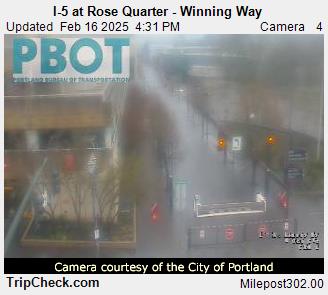 I-5 at Rose Quarter - Winning Way
Updated Feb 16 2025 4:31 PM Camera 4
PBOT
PORTLAND BUREAU OF TRANSPORTATION
Camera courtesy of the City of Portland
TripCheck.com Milepost302.00